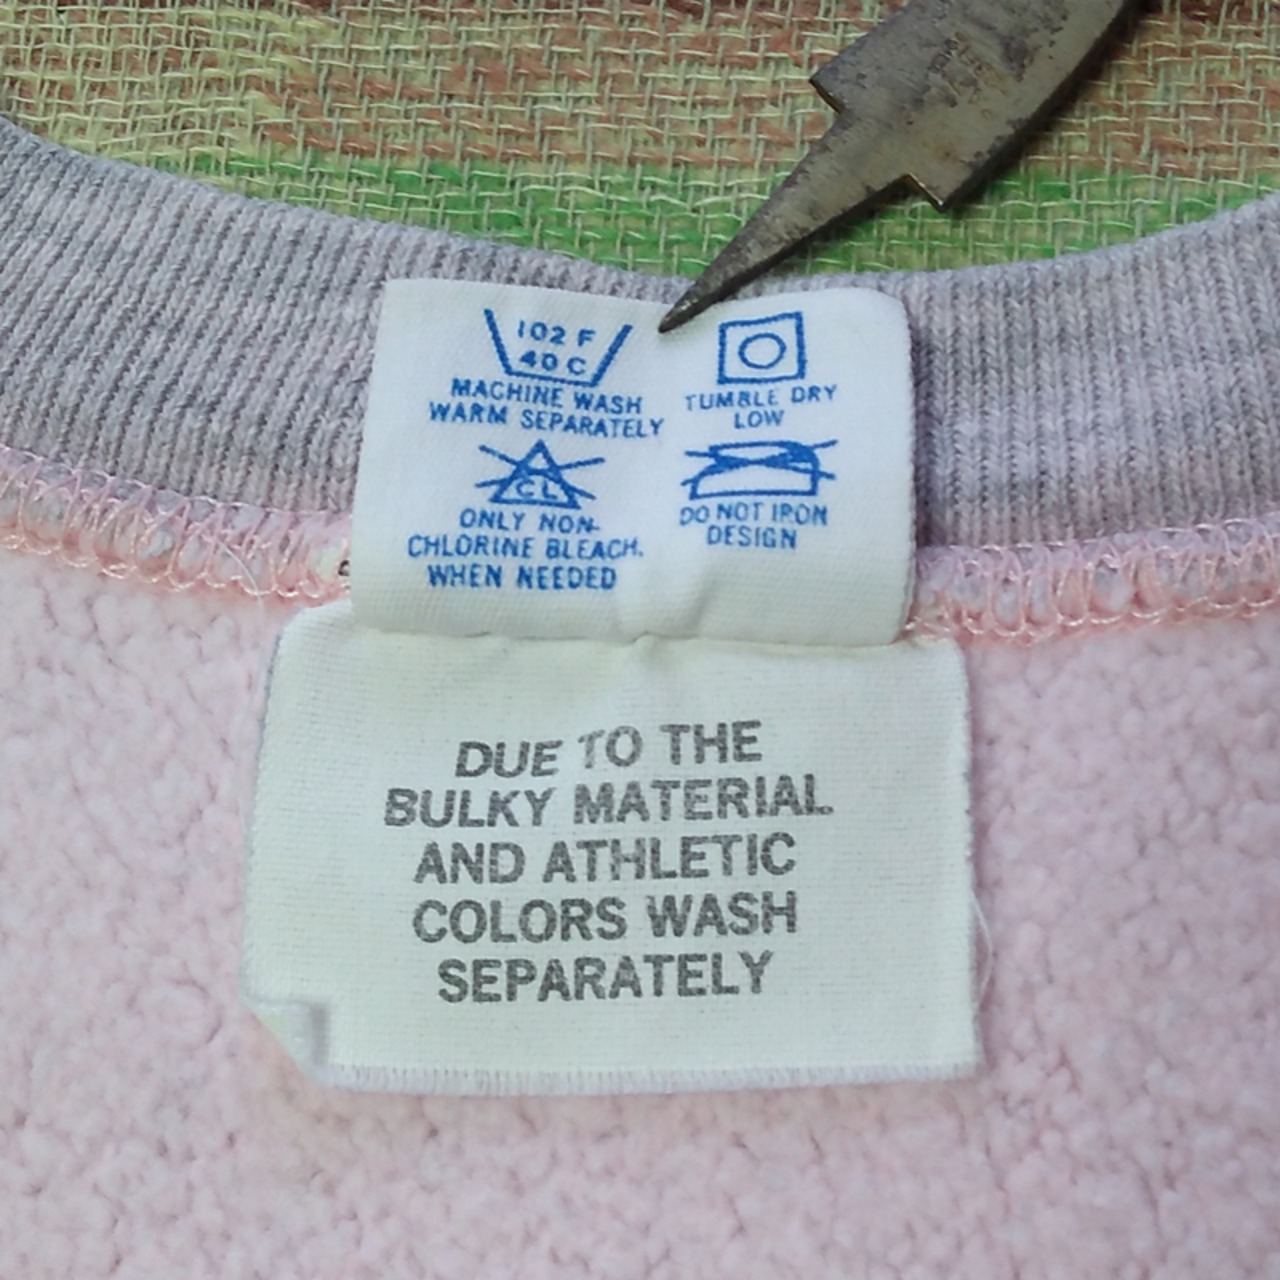 102 F
40 C
MACHINE WASH
WARM SEPARATELY
TUMBLE DRY
LOW
CL
ONLY NON-
CHLORINE BLEACH.
WHEN NEEDED
DO NOT IRON
DESIGN
DUE TO THE
BULKY MATERIAL
AND ATHLETIC
COLORS WASH
SEPARATELY